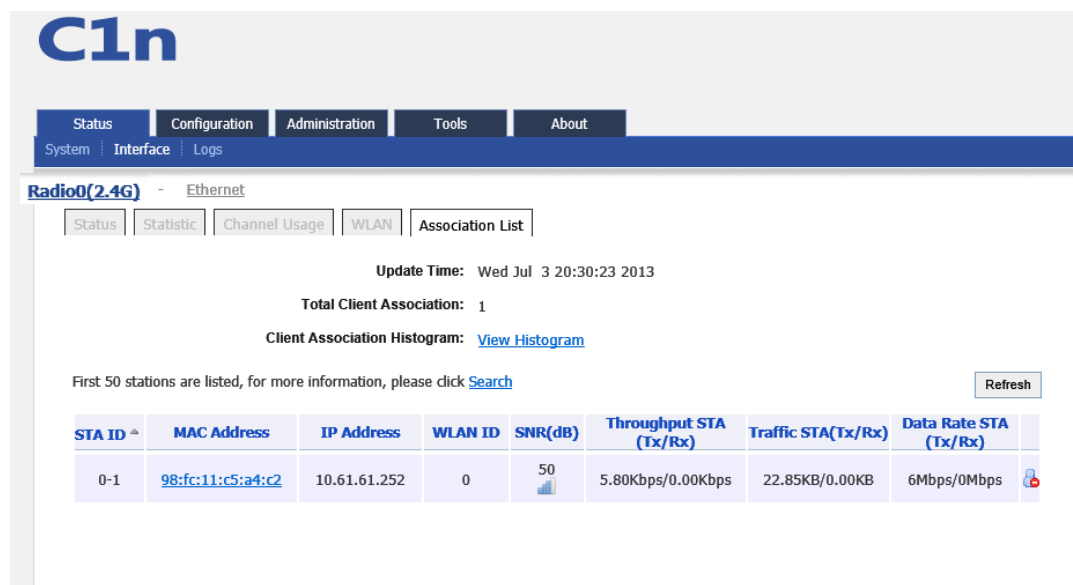 C1n
Status Configuration Administration Tools About
System Interface Logs
Radio0(2.4G) - Ethernet
Status Statistic Channel Usage WLAN Association List
Update Time: Wed Jul 3 20:30:23 2013
Total Client Association: 1
Client Association Histogram: View Histogram
First 50 stations are listed, for more information, please click Search Refresh
STA ID MAC Address IP Address WLAN ID SNR(dB) Throughput STA (Tx/Rx) Traffic STA(Tx/Rx) Data Rate STA (Tx/Rx)
0-1 98:fc:11:c5:a4:c2 10.61.61.252 0 50 5.80Kbps/0.00Kbps 22.85KB/0.00KB 6Mbps/0Mbps